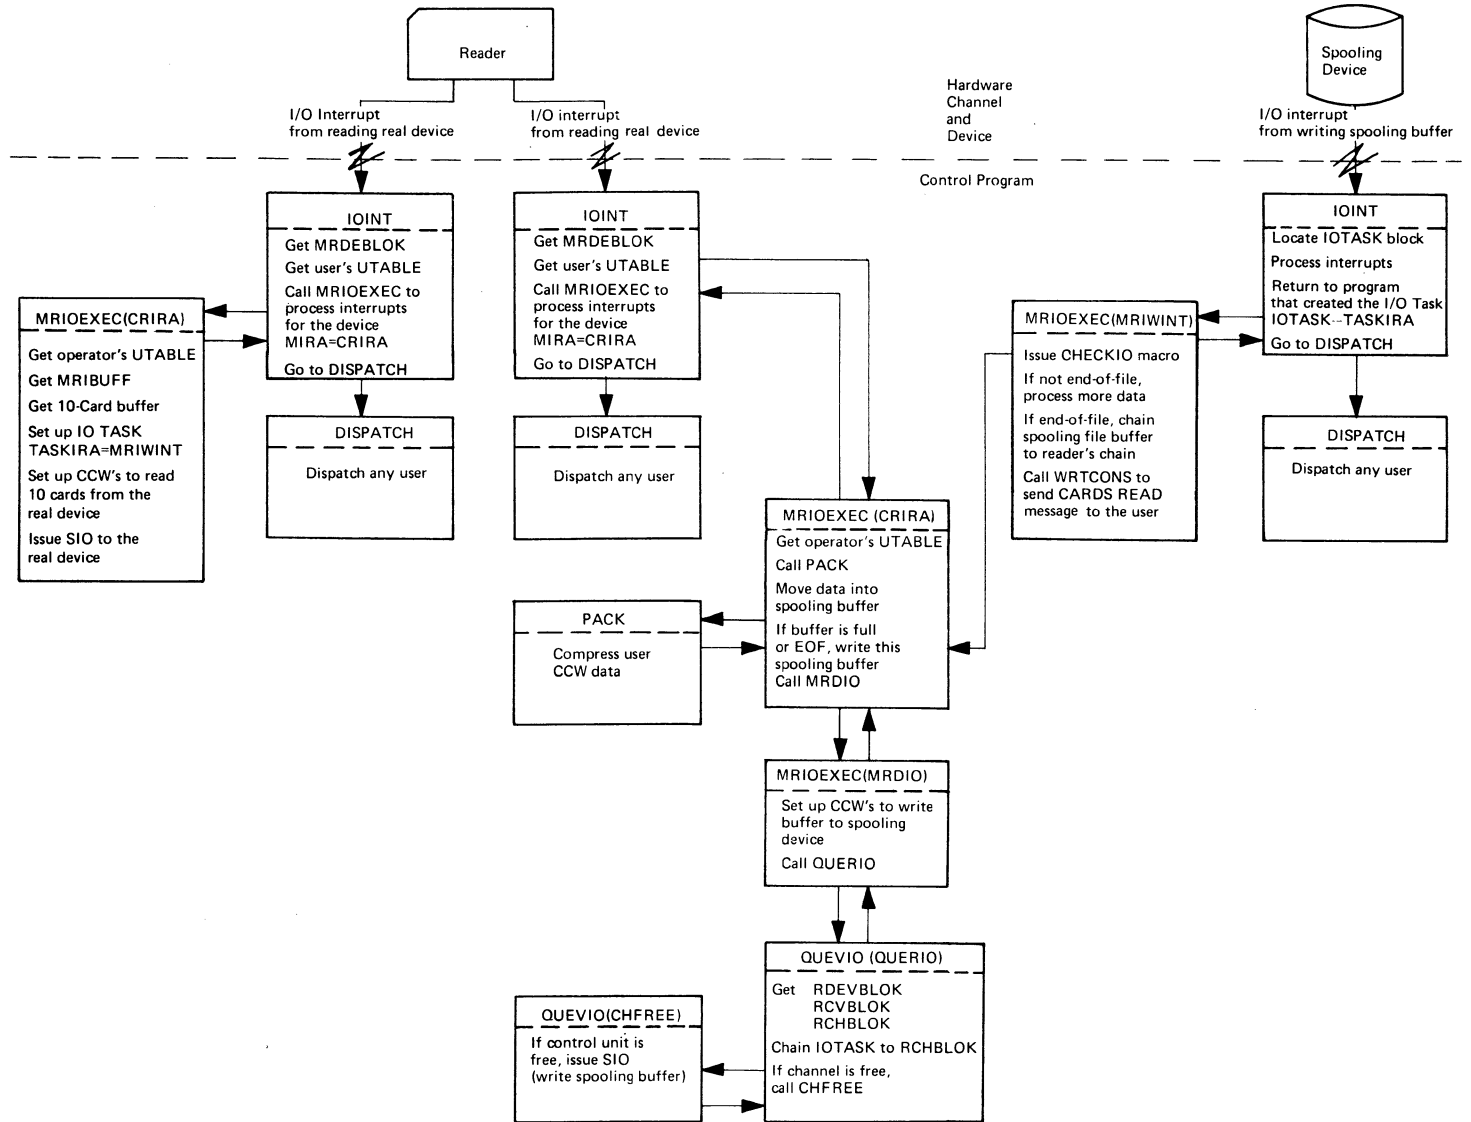 Reader
Spooling
Device
Hardware
Channel
and
Device
I/O Interrupt
from reading real device
I/O interrupt
from reading real device
I/O interrupt
from writing spooling buffer
Control Program
IOINT
Get MRDEBLOK
Get user's UTABLE
Call MRIOEXEC to
process interrupts
for the device
MIRA=CRIRA
Go to DISPATCH
IOINT
Get MRDEBLOK
Get user's UTABLE
Call MRIOEXEC to
process interrupts
for the device
MIRA=CRIRA
Go to DISPATCH
IOINT
Locate IOTASK block
Process interrupts
Return to program
that created the I/O Task
IOTASK--TASKIRA
Go to DISPATCH
MRIOEXEC(CRIRA)
Get operator's UTABLE
Get MRIBUFF
Get 10-Card buffer
Set up IO TASK
TASKIRA=MRIWINT
Set up CCW's to read
10 cards from the
real device
Issue SIO to the
real device
MRIOEXEC(MRIWINT)
Issue CHECKIO macro
If not end-of-file,
process more data
If end-of-file, chain
spooling file buffer
to reader's chain
Call WRTCONS to
send CARDS READ
message to the user
DISPATCH
Dispatch any user
DISPATCH
Dispatch any user
DISPATCH
Dispatch any user
MRIOEXEC (CRIRA)
Get operator's UTABLE
Call PACK
Move data into
spooling buffer
If buffer is full
or EOF, write this
spooling buffer
Call MRDIO
PACK
Compress user
CCW data
MRIOEXEC(MRDIO)
Set up CCW's to write
buffer to spooling
device
Call QUERIO
QUEVIO (QUERIO)
Get RDEVBLOK
RCVBLOK
RCHBLOK
Chain IOTASK to RCHBLOK
If channel is free,
call CHFREE
QUEVIO(CHFREE)
If control unit is
free, issue SIO
(write spooling buffer)